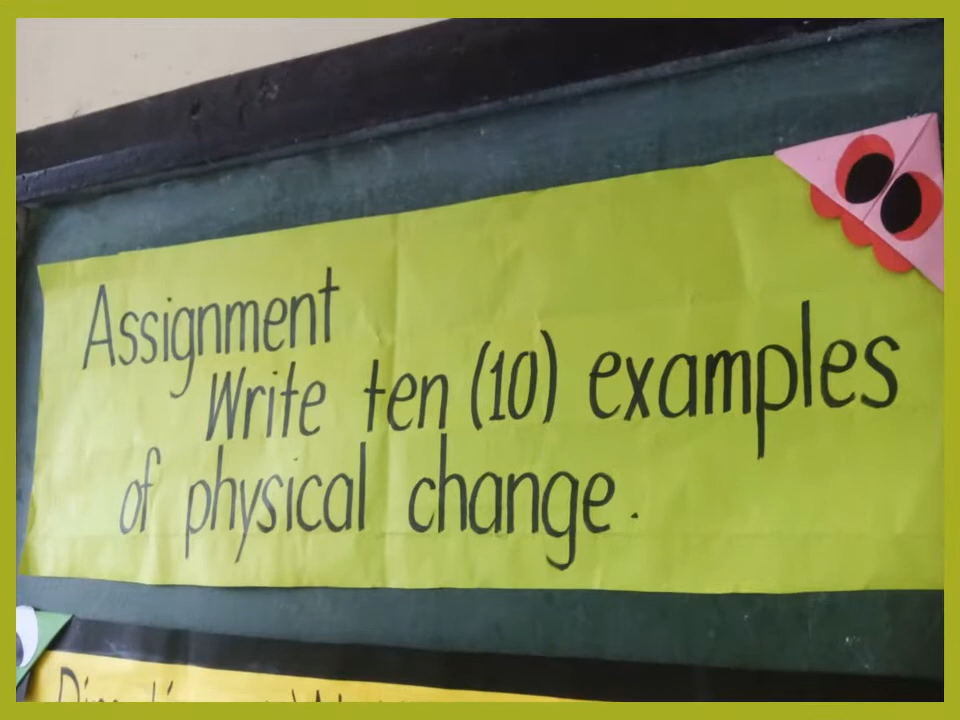 Assignment
Write ten (10) examples
of physical change.